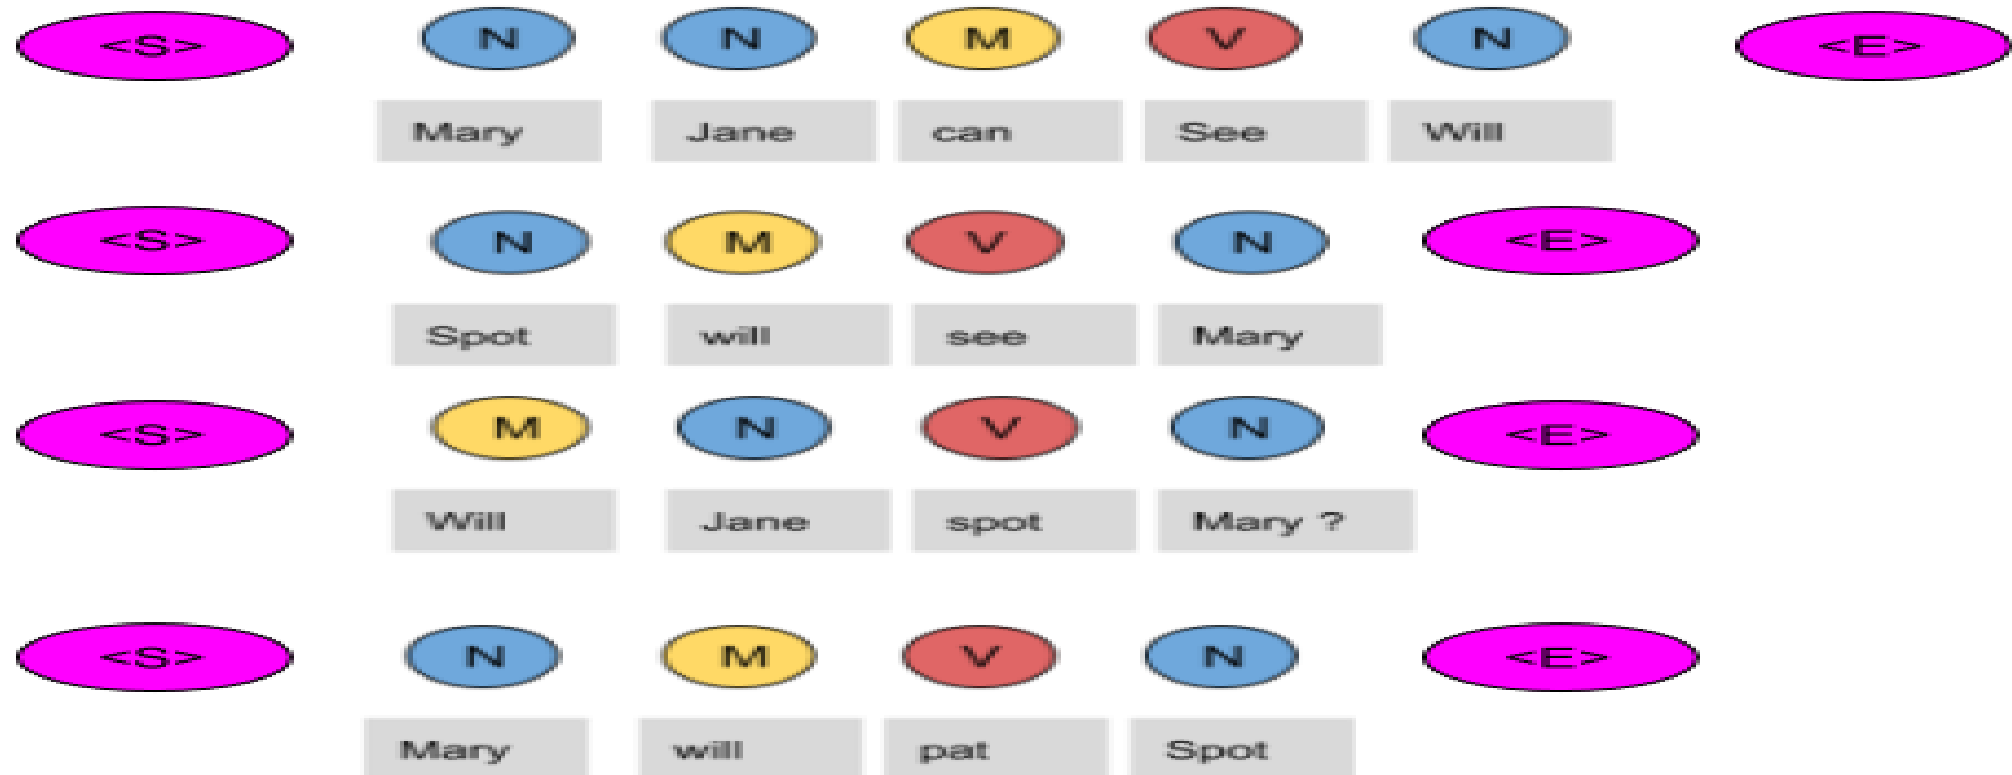 <S> N N M V N <E>
Mary Jane can See Will
<S> N M V N <E>
Spot will see Mary
<S> M N V N <E>
Will Jane spot Mary ?
<S> N M V N <E>
Mary will pat Spot